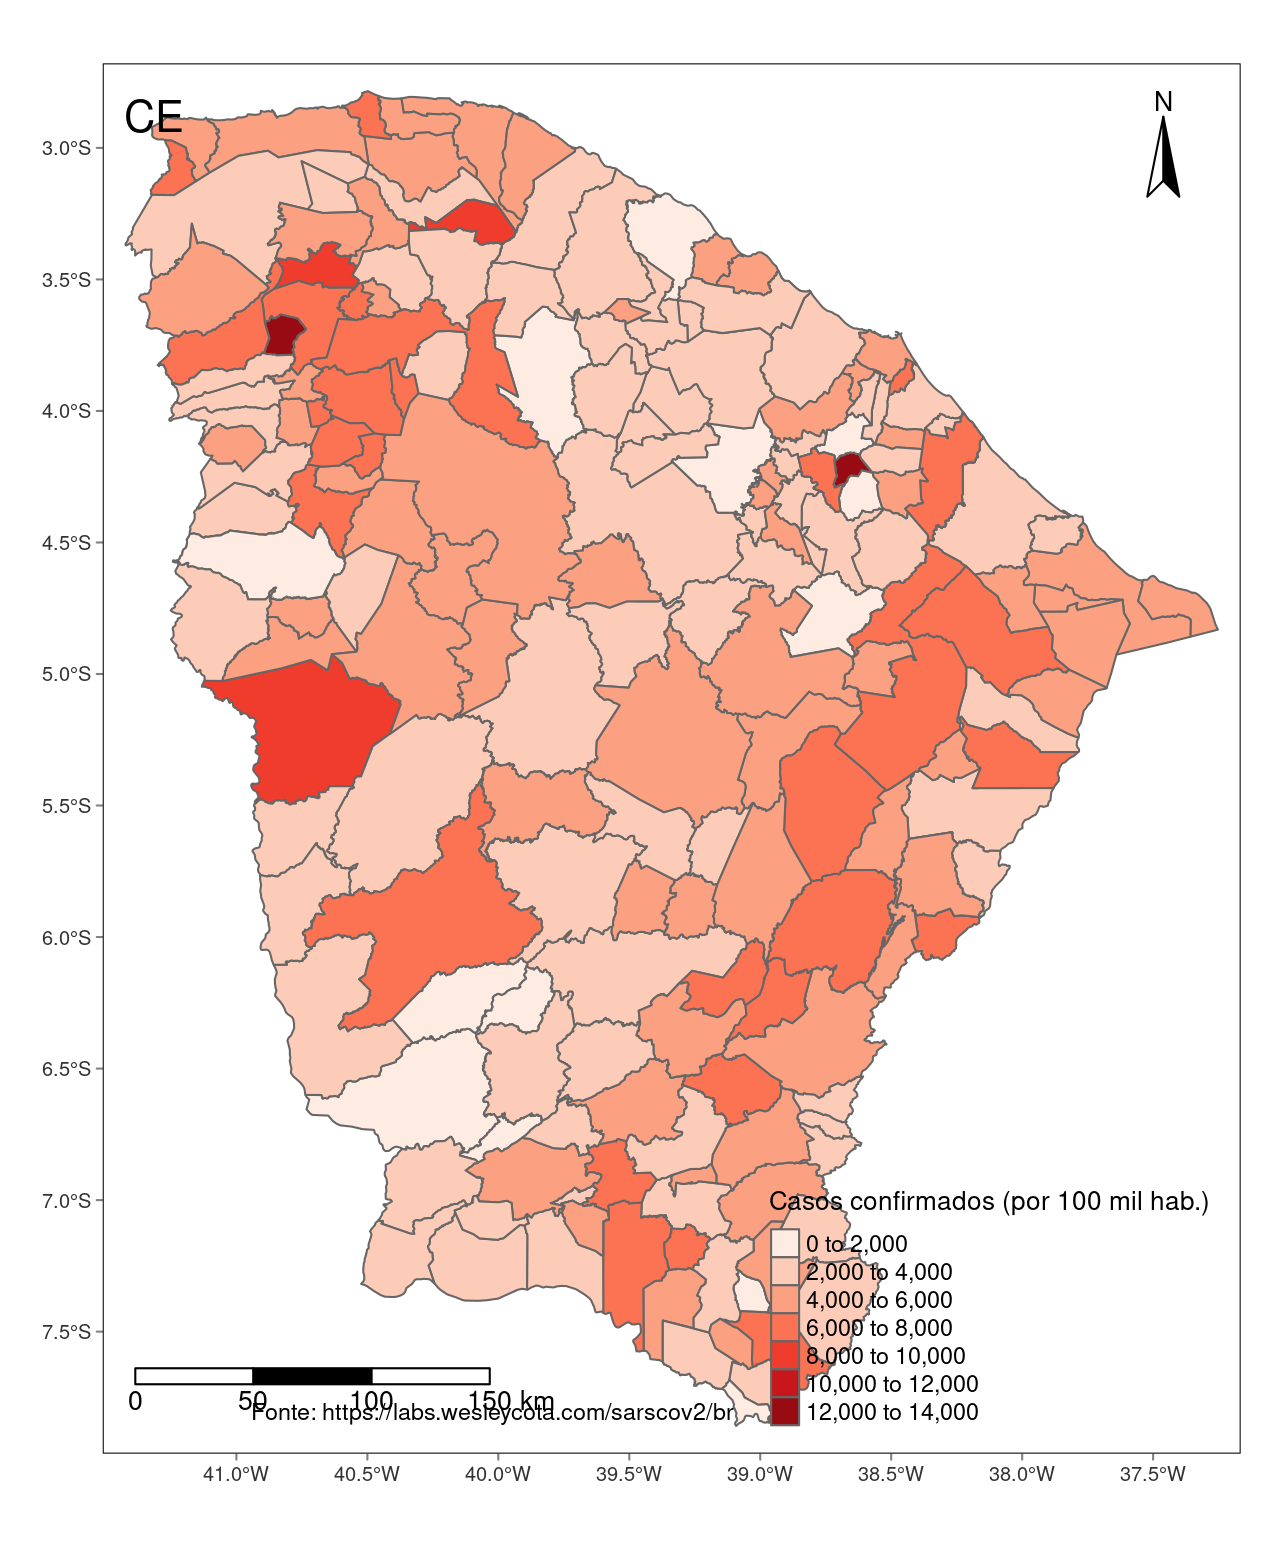 CE
N
3.0°S
3.5°S
4.0°S
4.5°S
5.0°S
5.5°S
6.0°S
6.5°S
7.0°S
7.5°S
Casos confirmados (por 100 mil hab.)
0 to 2,000
2,000 to 4,000
4,000 to 6,000
6,000 to 8,000
8,000 to 10,000
10,000 to 12,000
12,000 to 14,000
0 50 100 150 km
Fonte: https://labs.wesleycota.com/sarscov2/br
41.0°W 40.5°W 40.0°W 39.5°W 39.0°W 38.5°W 38.0°W 37.5°W